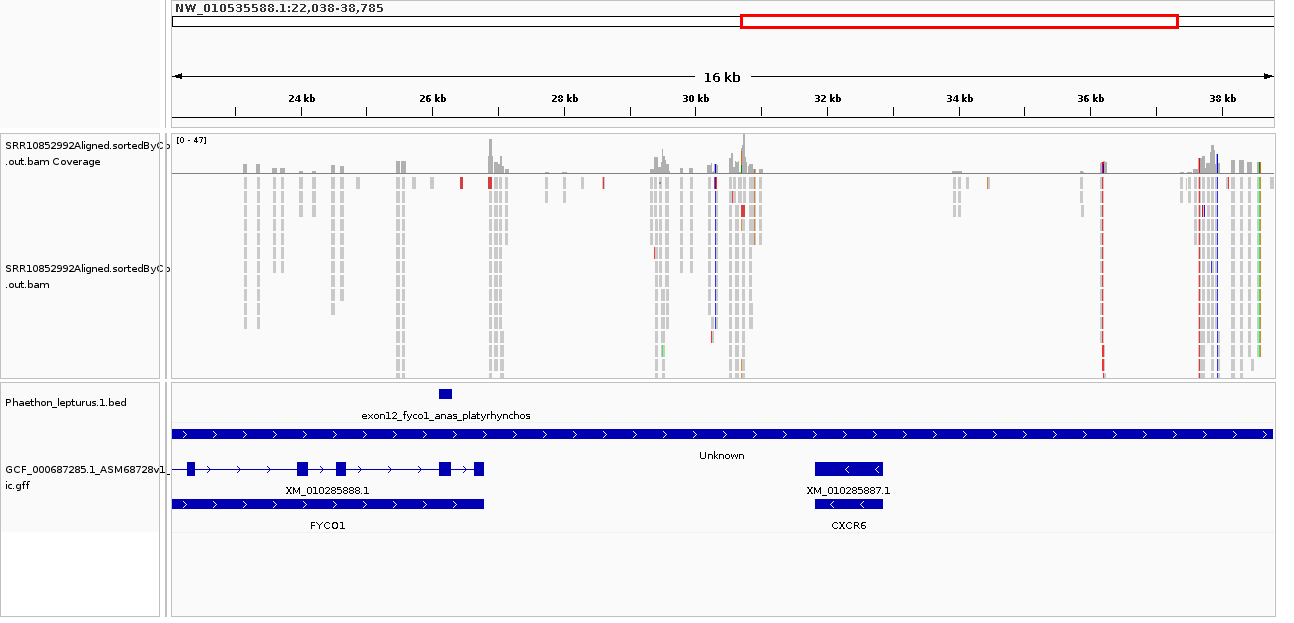 NW_010535588.1:22,038-38,785
16 kb
24 kb 26 kb 28 kb 30 kb 32 kb 34 kb 36 kb 38 kb
SRR10852992Aligned.sortedByCo
.out.bam Coverage
[0 - 47]
SRR10852992Aligned.sortedByCo
.out.bam
Phaethon_lepturus.1.bed
exon12_fyco1_anas_platyrhynchos
Unknown
GCF_000687285.1_ASM68728v1_
ic.gff
XM_010285888.1 XM_010285887.1
FYCO1 CXCR6